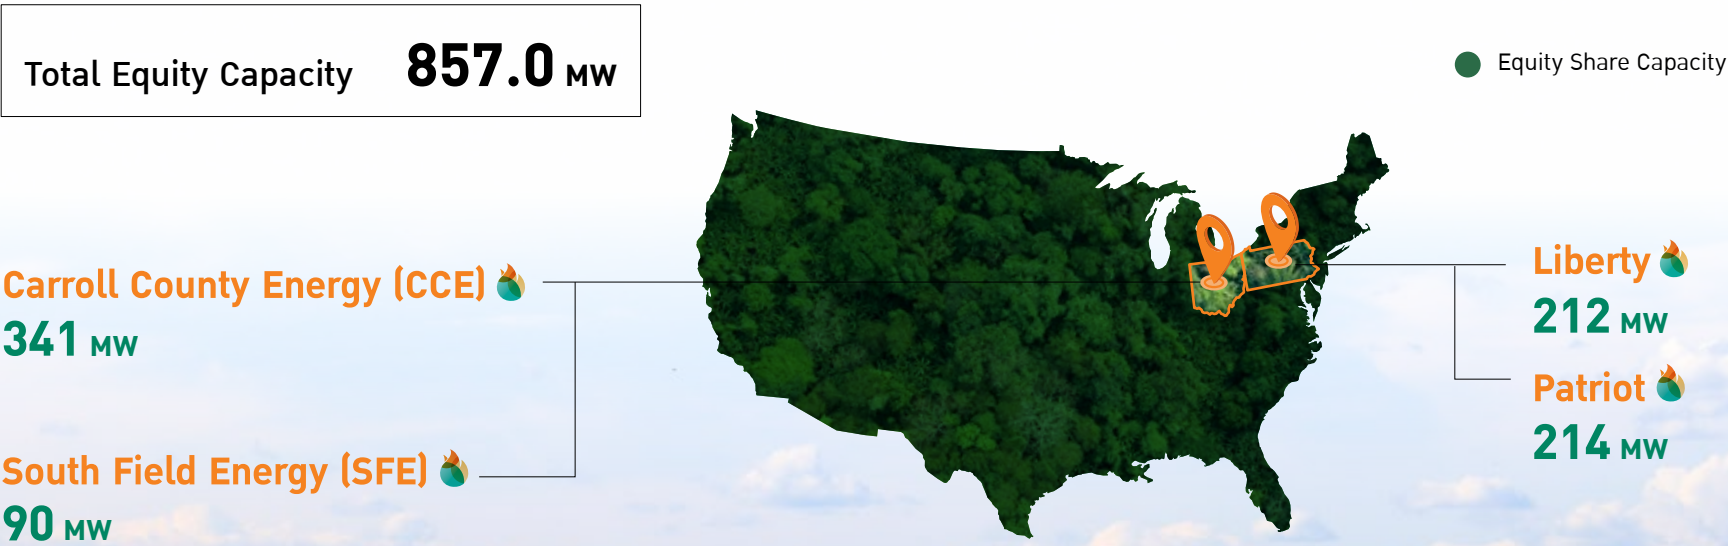 Total Equity Capacity 857.0 MW
Equity Share Capacity
Carroll County Energy (CCE)
341 MW
South Field Energy (SFE)
90 MW
Liberty
212 MW
Patriot
214 MW